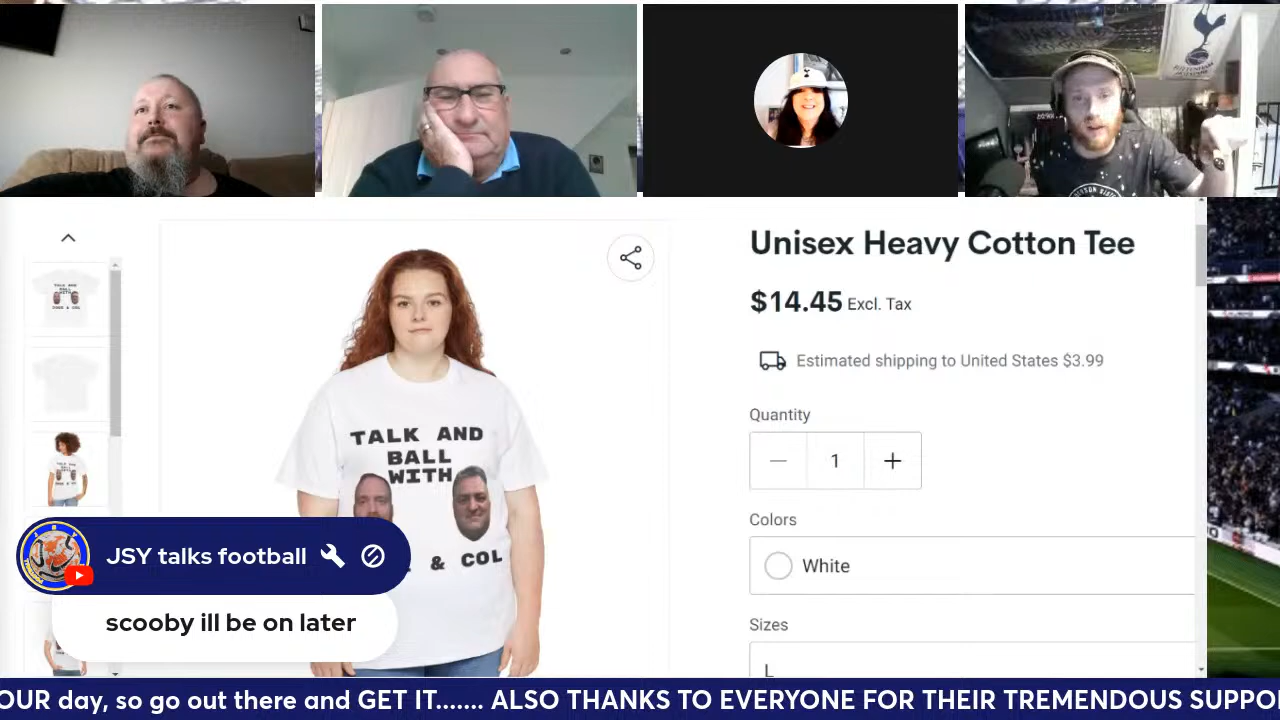 Unisex Heavy Cotton Tee
$14.45 Excl. Tax
Estimated shipping to United States $3.99
Quantity
1
Colors
White
Sizes
L
TALK AND
BALL
WITH
& COL
JSY talks football
scooby ill be on later
OUR day, so go out there and GET IT....... ALSO THANKS TO EVERYONE FOR THEIR TREMENDOUS SUPPO